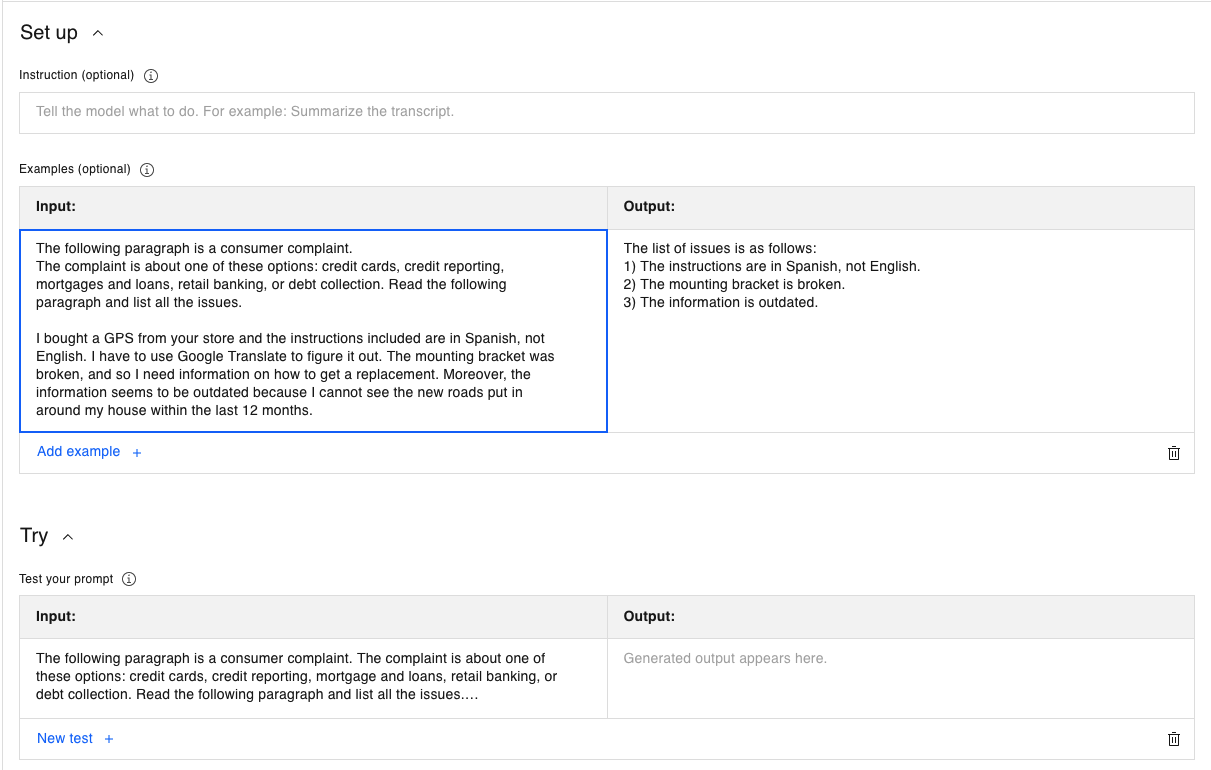 Set up
Instruction (optional)
Tell the model what to do. For example: Summarize the transcript.
Examples (optional)
Input:
Output:
The following paragraph is a consumer complaint.
The complaint is about one of these options: credit cards, credit reporting,
mortgages and loans, retail banking, or debt collection. Read the following
paragraph and list all the issues.
I bought a GPS from your store and the instructions included are in Spanish, not
English. I have to use Google Translate to figure it out. The mounting bracket was
broken, and so I need information on how to get a replacement. Moreover, the
information seems to be outdated because I cannot see the new roads put in
around my house within the last 12 months.
The list of issues is as follows:
1) The instructions are in Spanish, not English.
2) The mounting bracket is broken.
3) The information is outdated.
Add example +
Try
Test your prompt
Input:
Output:
The following paragraph is a consumer complaint. The complaint is about one of
these options: credit cards, credit reporting, mortgage and loans, retail banking, or
debt collection. Read the following paragraph and list all the issues.…
Generated output appears here.
New test +